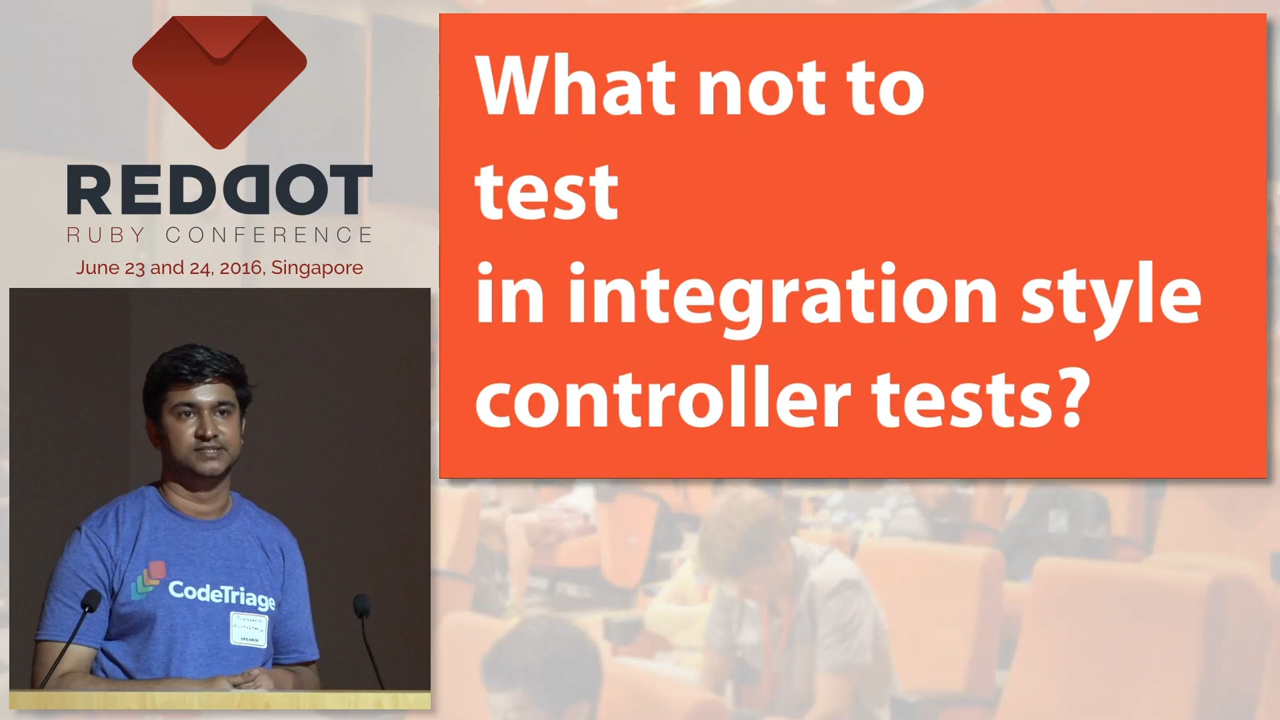 REDDOT
RUBY CONFERENCE
June 23 and 24, 2016, Singapore
What not to
test
in integration style
controller tests?
CodeTriage
SPEAKER